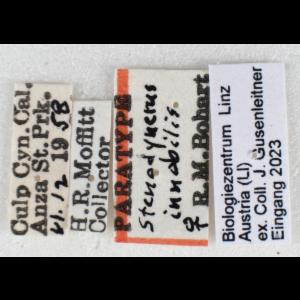 Culp Cyn. Cal.
Anza St. Prk.
VI.12 1958
H.R. Moffitt
Collector
PARATYPE
Stenodynerus
innobilis
♀
R.M. Bohart
Biologiezentrum Linz
Austria (LI)
ex. Coll. J. Gusenleitner
Eingang 2023